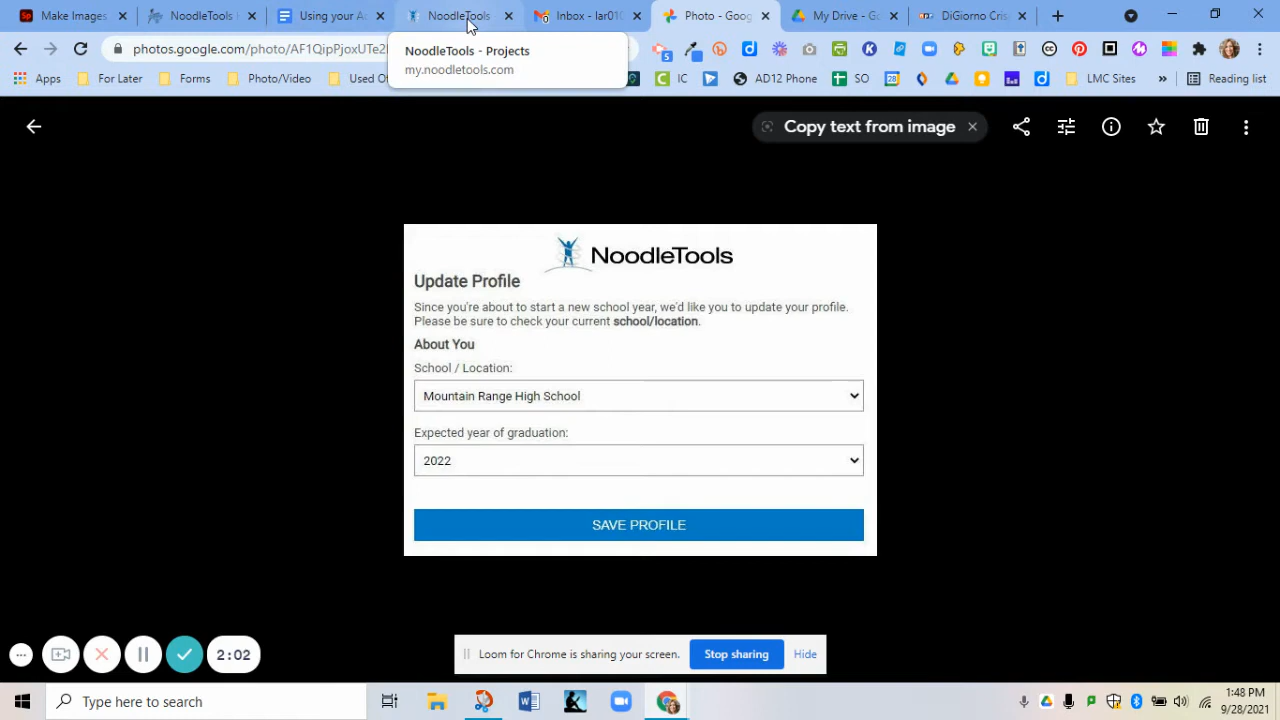 Make Images
NoodleTools
Using your Ac
NoodleTools
Inbox - lar010
Photo - Goog
My Drive - Go
DiGiorno Cris
photos.google.com/photo/AF1QipPjoxUTe2
NoodleTools - Projects
my.noodletools.com
Apps
For Later
Forms
Photo/Video
Used Of
IC
AD12 Phone
SO
LMC Sites
Reading list
Copy text from image
NoodleTools
Update Profile
Since you're about to start a new school year, we'd like you to update your profile.
Please be sure to check your current school/location.
About You
School / Location:
Mountain Range High School
Expected year of graduation:
2022
SAVE PROFILE
2:02
Loom for Chrome is sharing your screen.
Stop sharing
Hide
Type here to search
1:48 PM
9/28/2021